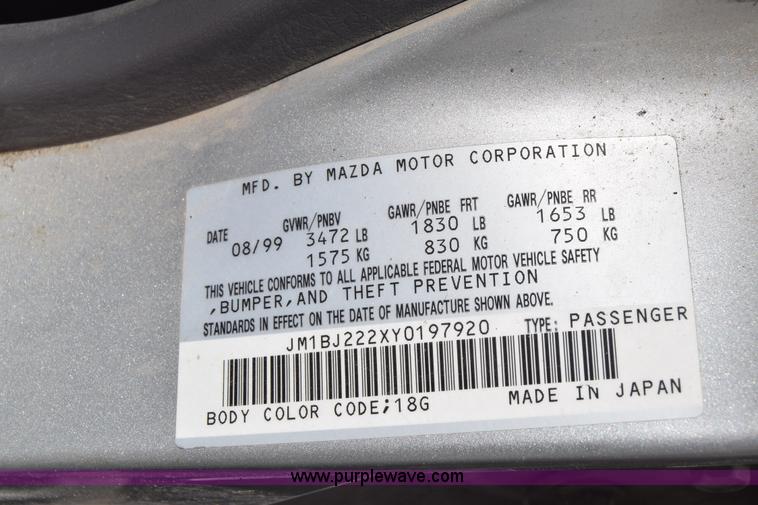 MFD. BY MAZDA MOTOR CORPORATION
DATE GVWR/PNBV GAWR/PNBE FRT GAWR/PNBE RR
08/99 3472 LB 1830 LB 1653 LB
1575 KG 830 KG 750 KG
THIS VEHICLE CONFORMS TO ALL APPLICABLE FEDERAL MOTOR VEHICLE SAFETY
,BUMPER,AND THEFT PREVENTION
STANDARDS IN EFFECT ON THE DATE OF MANUFACTURE SHOWN ABOVE.
JM1BJ222XY0197920 TYPE: PASSENGER
BODY COLOR CODE;18G MADE IN JAPAN
www.purplewave.com